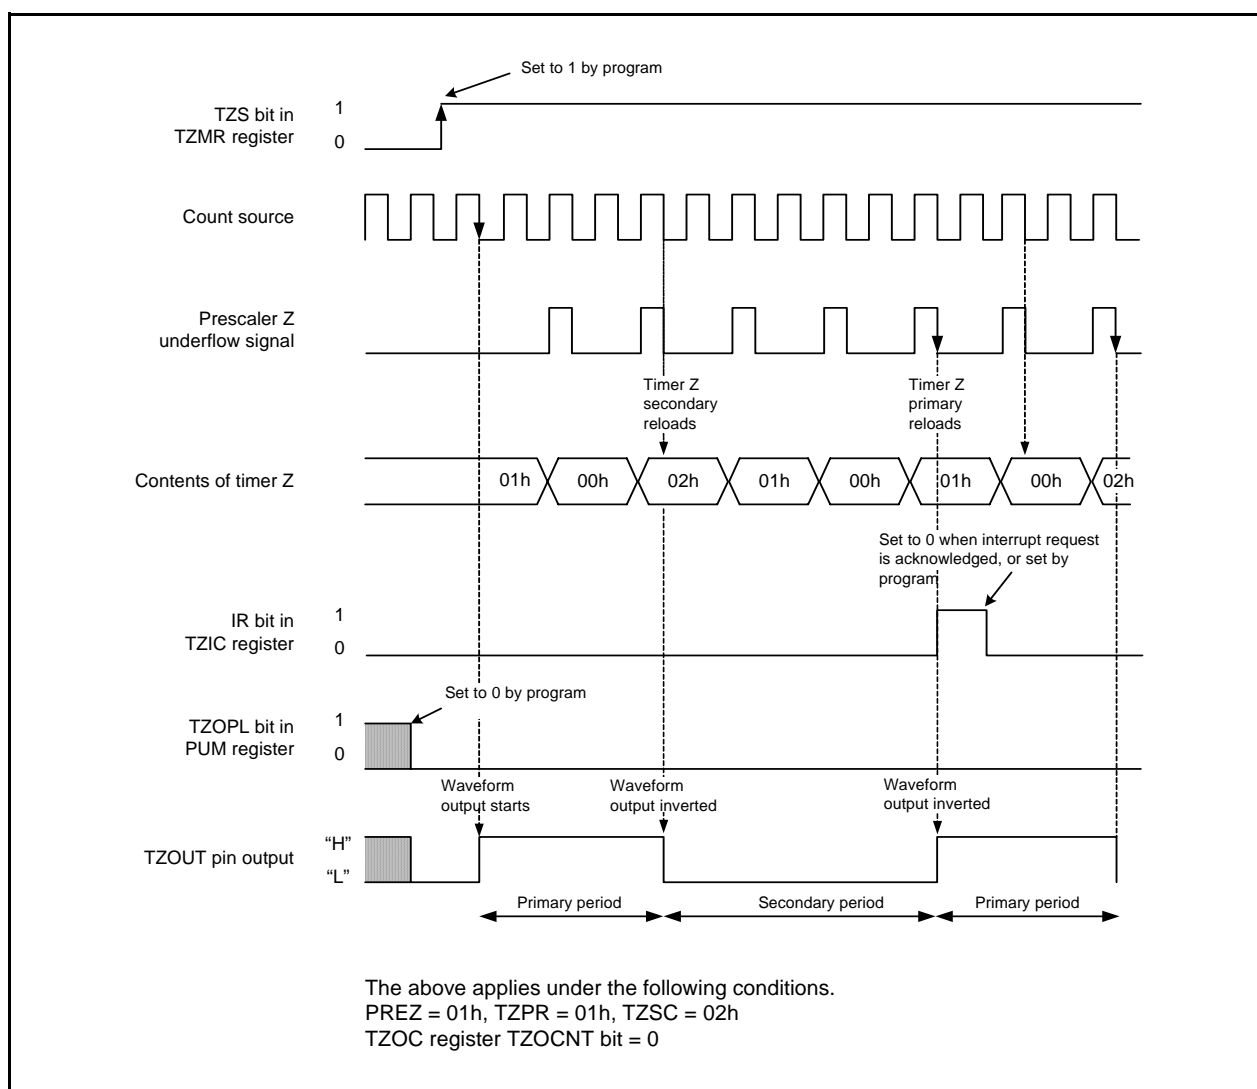 Set to 1 by program
TZS bit in
TZMR register
1
0
Count source
Prescaler Z
underflow signal
Timer Z
secondary
reloads
Timer Z
primary
reloads
Contents of timer Z
01h
00h
02h
01h
00h
01h
00h
02h
Set to 0 when interrupt request
is acknowledged, or set by
program
IR bit in
TZIC register
1
0
Set to 0 by program
TZOPL bit in
PUM register
1
0
Waveform
output starts
Waveform
output inverted
Waveform
output inverted
TZOUT pin output
“H”
“L”
Primary period
Secondary period
Primary period
The above applies under the following conditions.
PREZ = 01h, TZPR = 01h, TZSC = 02h
TZOC register TZOCNT bit = 0